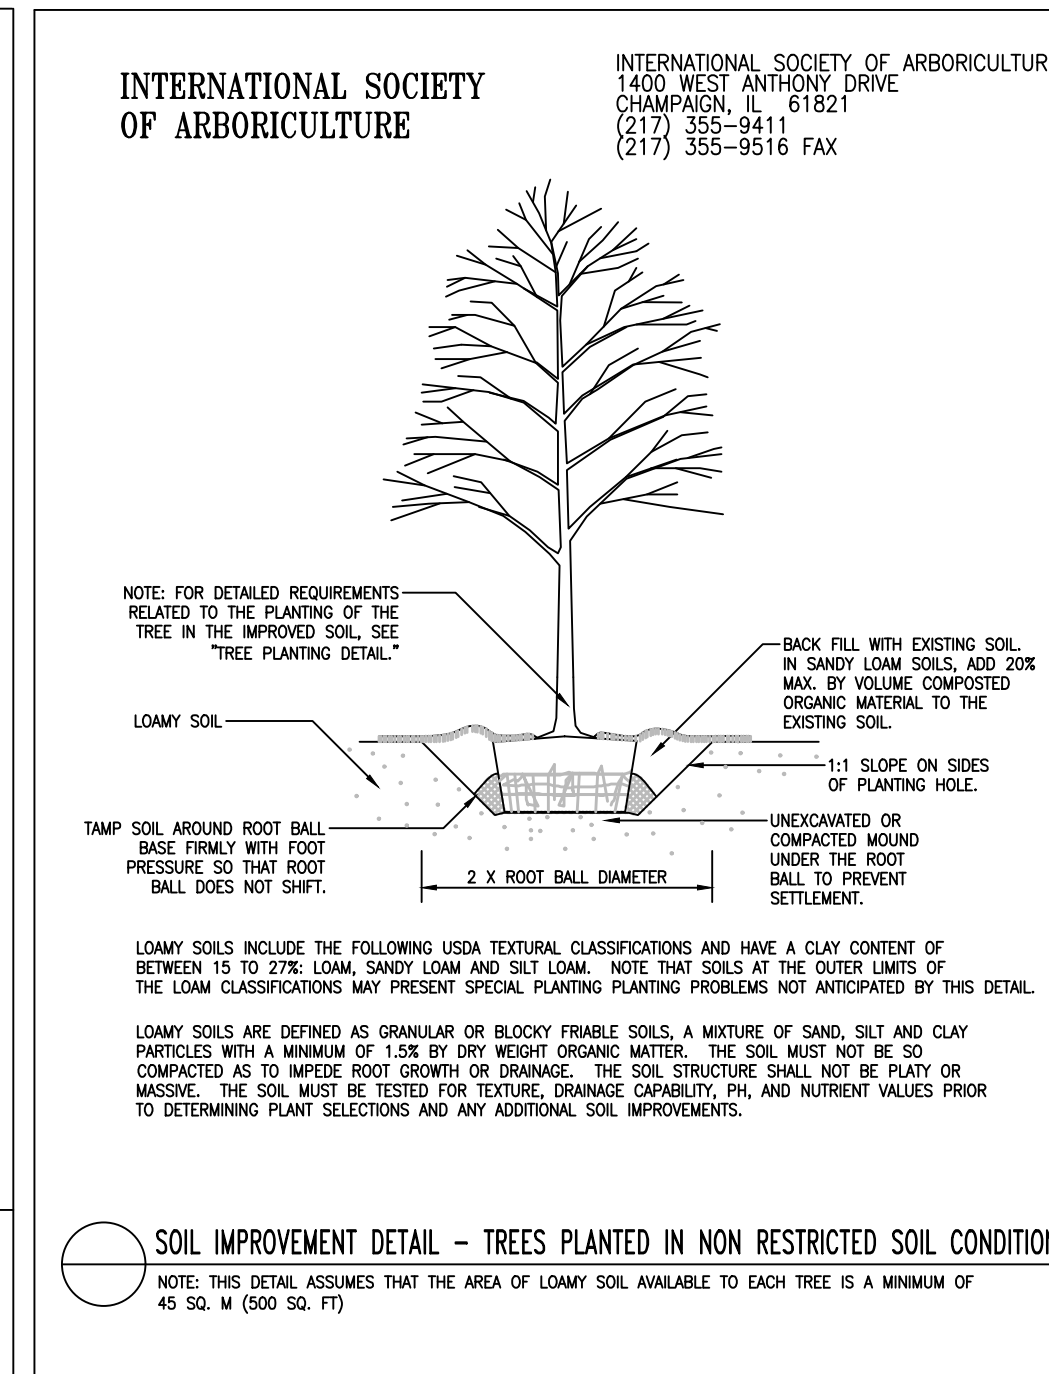 INTERNATIONAL SOCIETY
OF ARBORICULTURE
INTERNATIONAL SOCIETY OF ARBORICULTUR
1400 WEST ANTHONY DRIVE
CHAMPAIGN, IL 61821
(217) 355-9411
(217) 355-9516 FAX
NOTE: FOR DETAILED REQUIREMENTS
RELATED TO THE PLANTING OF THE
TREE IN THE IMPROVED SOIL, SEE
"TREE PLANTING DETAIL."
LOAMY SOIL
TAMP SOIL AROUND ROOT BALL
BASE FIRMLY WITH FOOT
PRESSURE SO THAT ROOT
BALL DOES NOT SHIFT.
BACK FILL WITH EXISTING SOIL.
IN SANDY LOAM SOILS, ADD 20%
MAX. BY VOLUME COMPOSTED
ORGANIC MATERIAL TO THE
EXISTING SOIL.
1:1 SLOPE ON SIDES
OF PLANTING HOLE.
UNEXCAVATED OR
COMPACTED MOUND
UNDER THE ROOT
BALL TO PREVENT
SETTLEMENT.
2 X ROOT BALL DIAMETER
LOAMY SOILS INCLUDE THE FOLLOWING USDA TEXTURAL CLASSIFICATIONS AND HAVE A CLAY CONTENT OF
BETWEEN 15 TO 27%: LOAM, SANDY LOAM AND SILT LOAM. NOTE THAT SOILS AT THE OUTER LIMITS OF
THE LOAM CLASSIFICATIONS MAY PRESENT SPECIAL PLANTING PLANTING PROBLEMS NOT ANTICIPATED BY THIS DETAIL.
LOAMY SOILS ARE DEFINED AS GRANULAR OR BLOCKY FRIABLE SOILS, A MIXTURE OF SAND, SILT AND CLAY
PARTICLES WITH A MINIMUM OF 1.5% BY DRY WEIGHT ORGANIC MATTER. THE SOIL MUST NOT BE SO
COMPACTED AS TO IMPEDE ROOT GROWTH OR DRAINAGE. THE SOIL STRUCTURE SHALL NOT BE PLATY OR
MASSIVE. THE SOIL MUST BE TESTED FOR TEXTURE, DRAINAGE CAPABILITY, PH, AND NUTRIENT VALUES PRIOR
TO DETERMINING PLANT SELECTIONS AND ANY ADDITIONAL SOIL IMPROVEMENTS.
SOIL IMPROVEMENT DETAIL - TREES PLANTED IN NON RESTRICTED SOIL CONDITION
NOTE: THIS DETAIL ASSUMES THAT THE AREA OF LOAMY SOIL AVAILABLE TO EACH TREE IS A MINIMUM OF
45 SQ. M (500 SQ. FT)